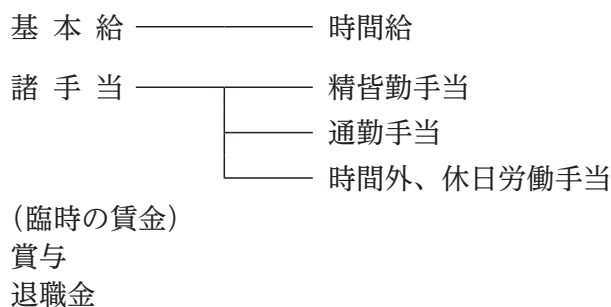 基本給 時間給
諸手当 精皆勤手当
通勤手当
時間外、休日労働手当
(臨時の賃金)
賞与
退職金